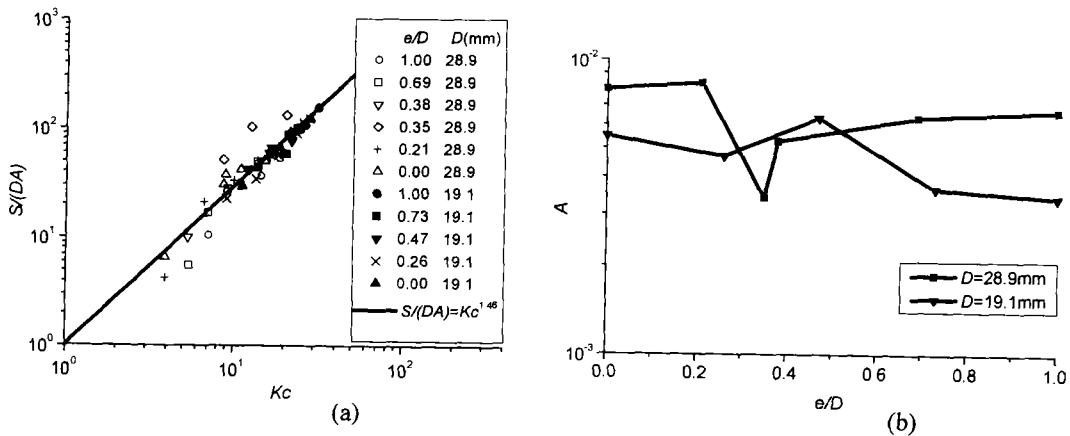 10³
10²
10¹
10⁰
S/(DA)
10⁰ 10¹ 10²
Kc
(a)
e/D D(mm)
1.00 28.9
0.69 28.9
0.38 28.9
0.35 28.9
0.21 28.9
0.00 28.9
1.00 19.1
0.73 19.1
0.47 19.1
0.26 19.1
0.00 19 1
S/(DA)=Kc¹ ⁴⁶
10⁻²
10⁻³
A
0.0 0.2 0.4 0.6 0.8 1.0
e/D
(b)
D=28.9mm
D=19.1mm